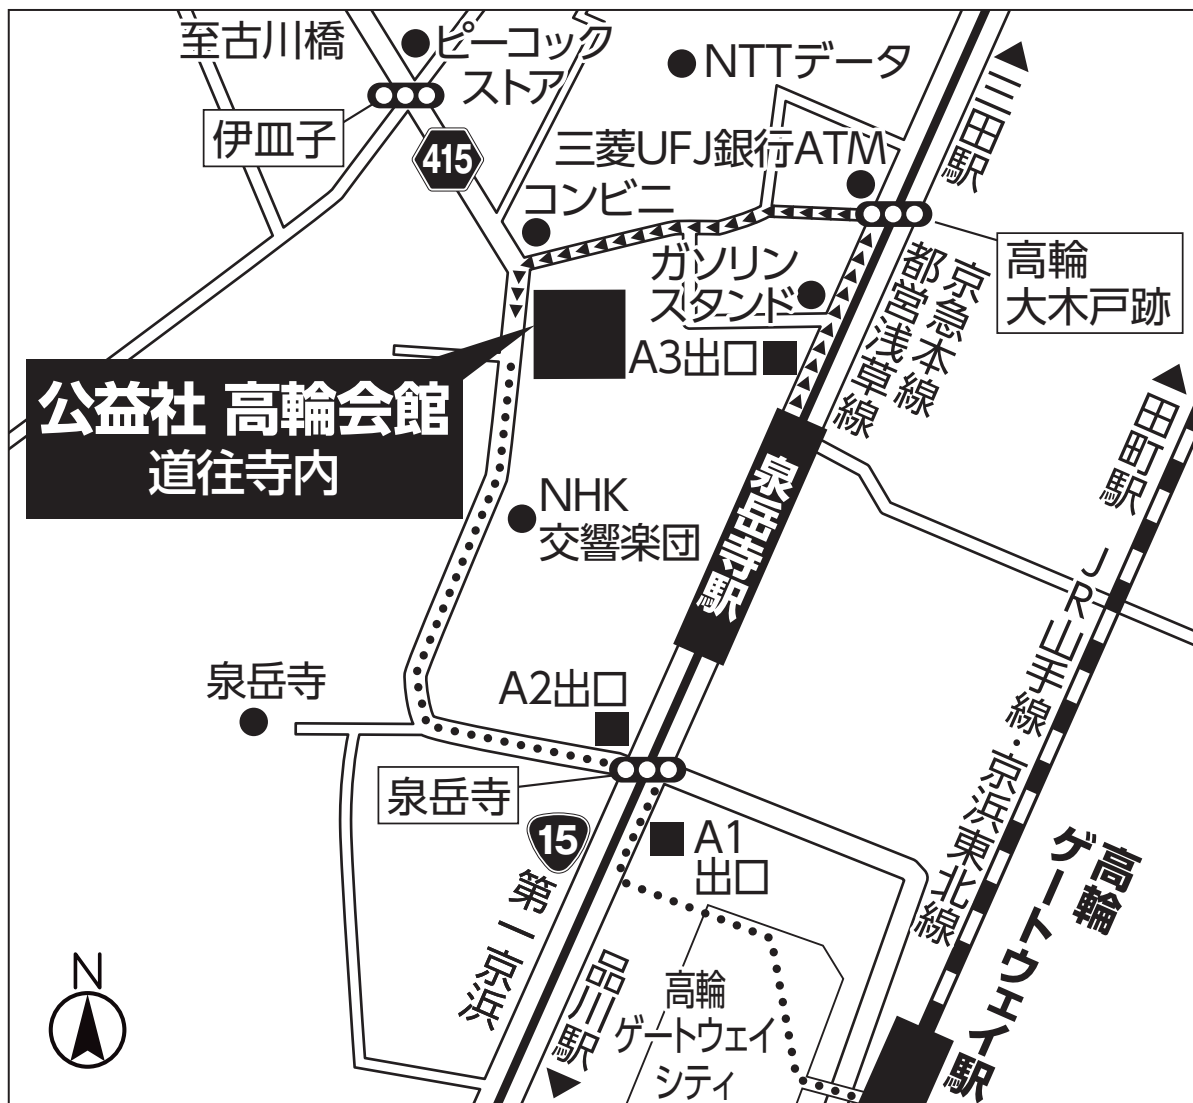 至古川橋
ピーコック
ストア
NTTデータ
三田駅
伊皿子
415
三菱UFJ銀行ATM
コンビニ
ガソリン
スタンド
都営浅草線
京急本線
高輪
大木戸跡
A3出口
公益社 高輪会館
道往寺内
田町駅
NHK
交響楽団
泉岳寺駅
JR山手線・京浜東北線
泉岳寺
A2出口
泉岳寺
15
第一京浜
A1
出口
高輪
ゲートウェイ駅
品川駅
高輪
ゲートウェイ
シティ
N